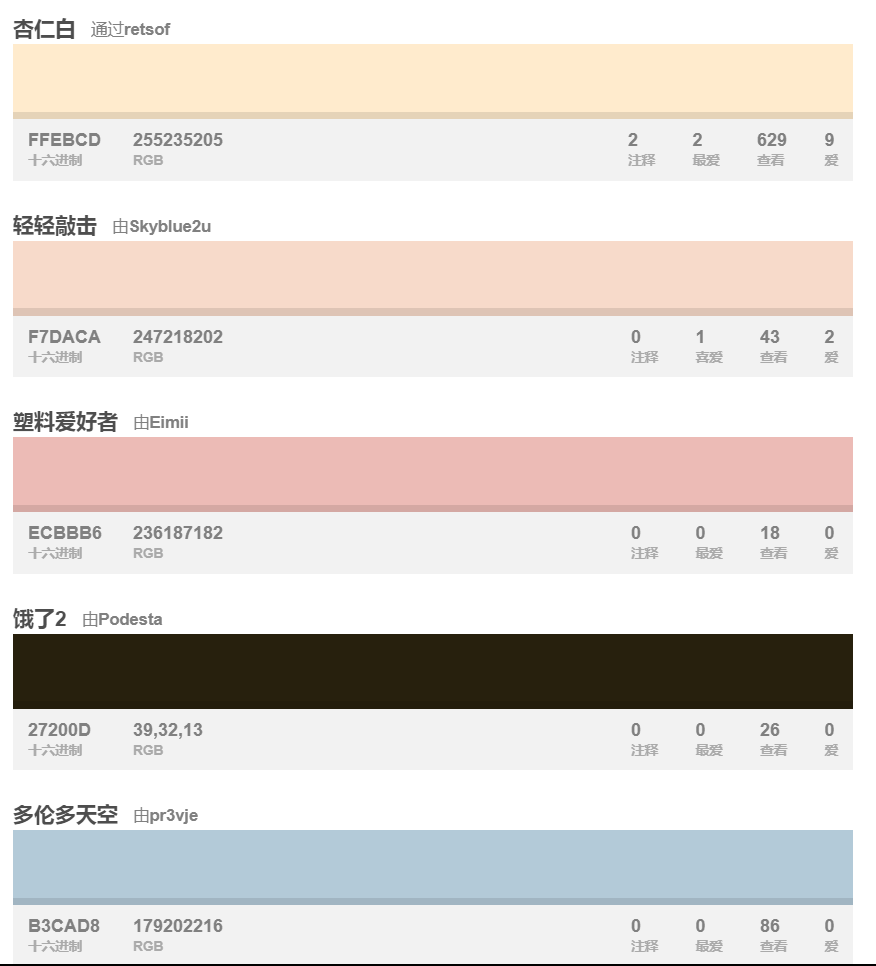 杏仁白 通过retsof
FFEBCD 255235205 2 2 629 9
十六进制 RGB 注释 最爱 查看 爱
轻轻敲击 由Skyblue2u
F7DACA 247218202 0 1 43 2
十六进制 RGB 注释 喜爱 查看 爱
塑料爱好者 由Eimii
ECBBB6 236187182 0 0 18 0
十六进制 RGB 注释 最爱 查看 爱
饿了2 由Podesta
27200D 39,32,13 0 0 26 0
十六进制 RGB 注释 最爱 查看 爱
多伦多天空 由pr3vje
B3CAD8 179202216 0 0 86 0
十六进制 RGB 注释 最爱 查看 爱